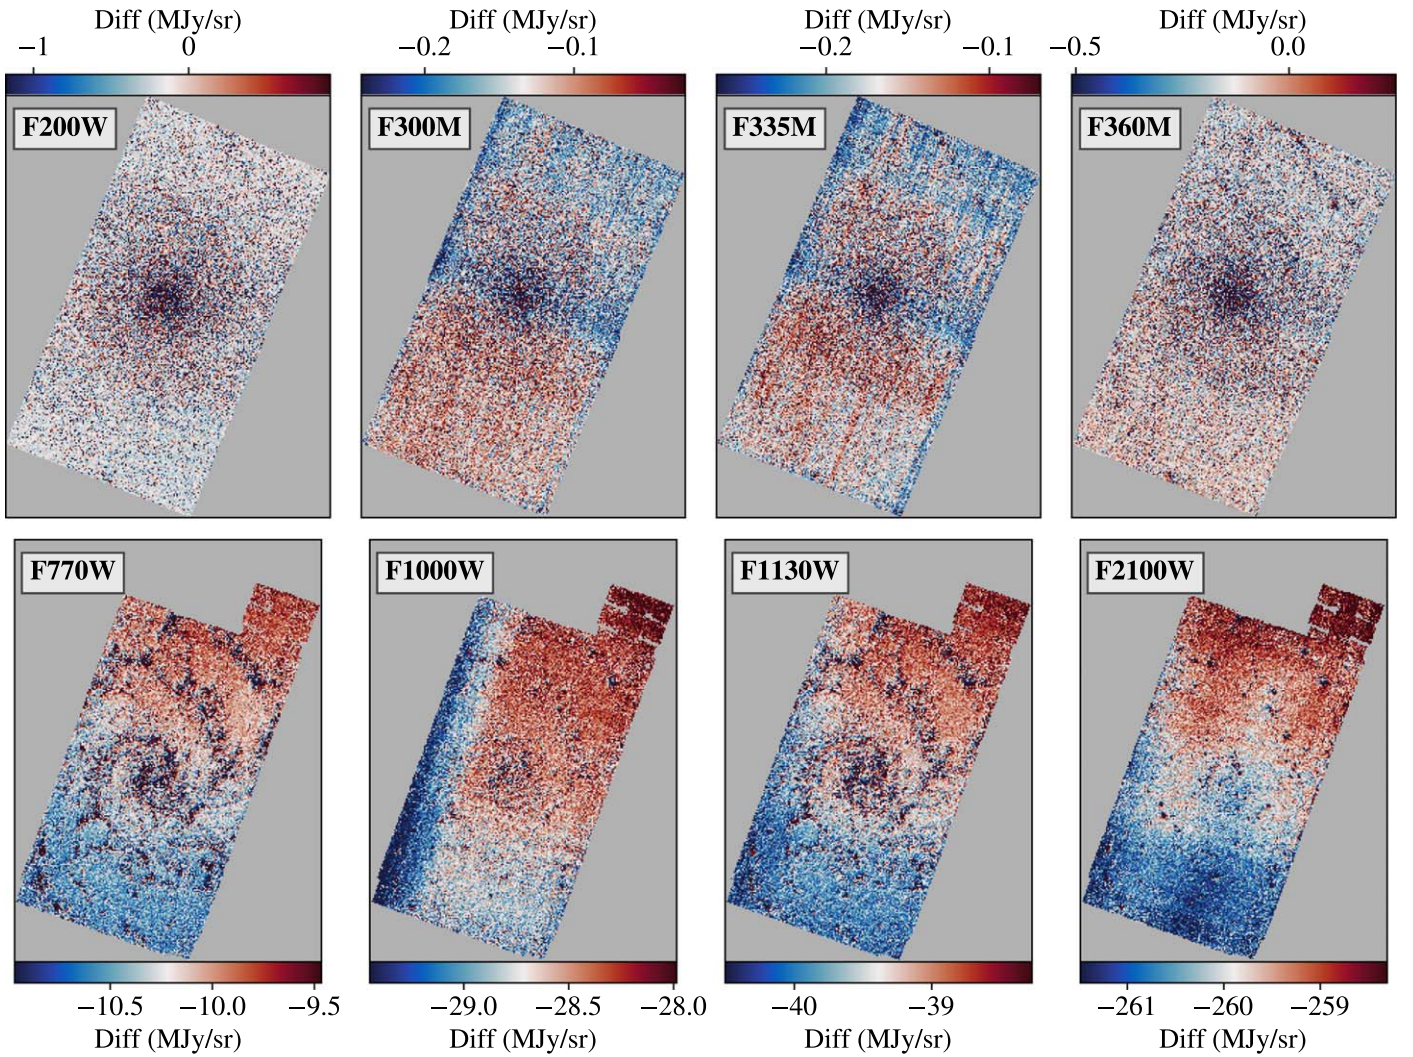 Diff (MJy/sr) Diff (MJy/sr) Diff (MJy/sr) Diff (MJy/sr)
−1 0 −0.2 −0.1 −0.2 −0.1 −0.5 0.0
F200W F300M F335M F360M
F770W F1000W F1130W F2100W
−10.5 −10.0 −9.5 −29.0 −28.5 −28.0 −40 −39 −261 −260 −259
Diff (MJy/sr) Diff (MJy/sr) Diff (MJy/sr) Diff (MJy/sr)